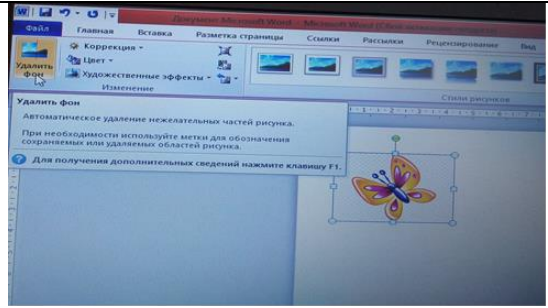 Документ Microsoft Word - Microsoft Word
Файл Главная Вставка Разметка страницы Ссылки Рассылки Рецензирование Вид
Удалить фон
Коррекция
Цвет
Художественные эффекты
Изменение
Стили рисунков
Удалить фон
Автоматическое удаление нежелательных частей рисунка.
При необходимости используйте метки для обозначения
сохраняемых или удаляемых областей рисунка.
Для получения дополнительных сведений нажмите клавишу F1.